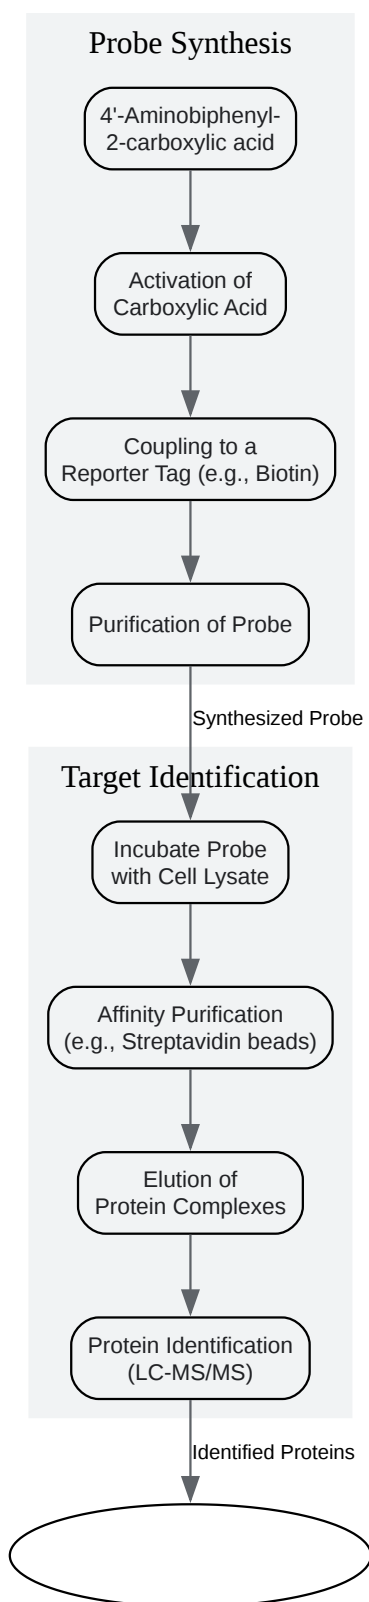 Probe Synthesis
4'-Aminobiphenyl-
2-carboxylic acid
Activation of
Carboxylic Acid
Coupling to a
Reporter Tag (e.g., Biotin)
Purification of Probe
Synthesized Probe
Target Identification
Incubate Probe
with Cell Lysate
Affinity Purification
(e.g., Streptavidin beads)
Elution of
Protein Complexes
Protein Identification
(LC-MS/MS)
Identified Proteins